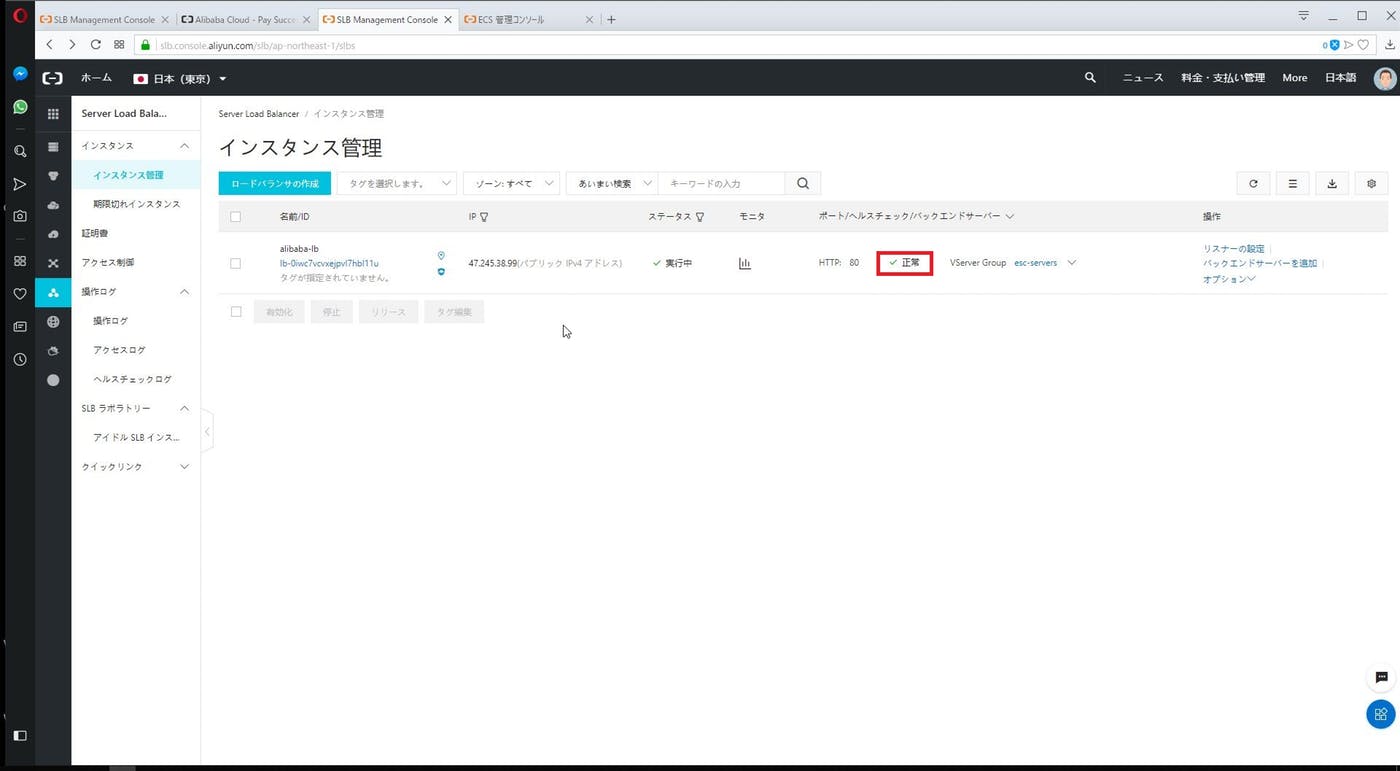 SLB Management Console
Alibaba Cloud - Pay Succe
SLB Management Console
ECS 管理コンソール
slb.console.aliyun.com/slb/ap-northeast-1/slbs
0
ホーム
日本（東京）
ニュース
料金・支払い管理
More
日本語
Server Load Bala...
インスタンス
インスタンス管理
期限切れインスタンス
証明書
アクセス制御
操作ログ
操作ログ
アクセスログ
ヘルスチェックログ
SLB ラボラトリー
アイドル SLB インス...
クイックリンク
Server Load Balancer / インスタンス管理
インスタンス管理
ロードバランサの作成
タグを選択します。
ゾーン: すべて
あいまい検索
キーワードの入力
名前/ID
IP
ステータス
モニタ
ポート/ヘルスチェック/バックエンドサーバー
操作
alibaba-lb
lb-0iwc7vcvxejpvl7hbl11u
タグが指定されていません。
47.245.38.99(パブリック IPv4 アドレス)
実行中
HTTP: 80
正常
VServer Group esc-servers
リスナーの設定
バックエンドサーバーを追加
オプション
有効化
停止
リリース
タグ編集